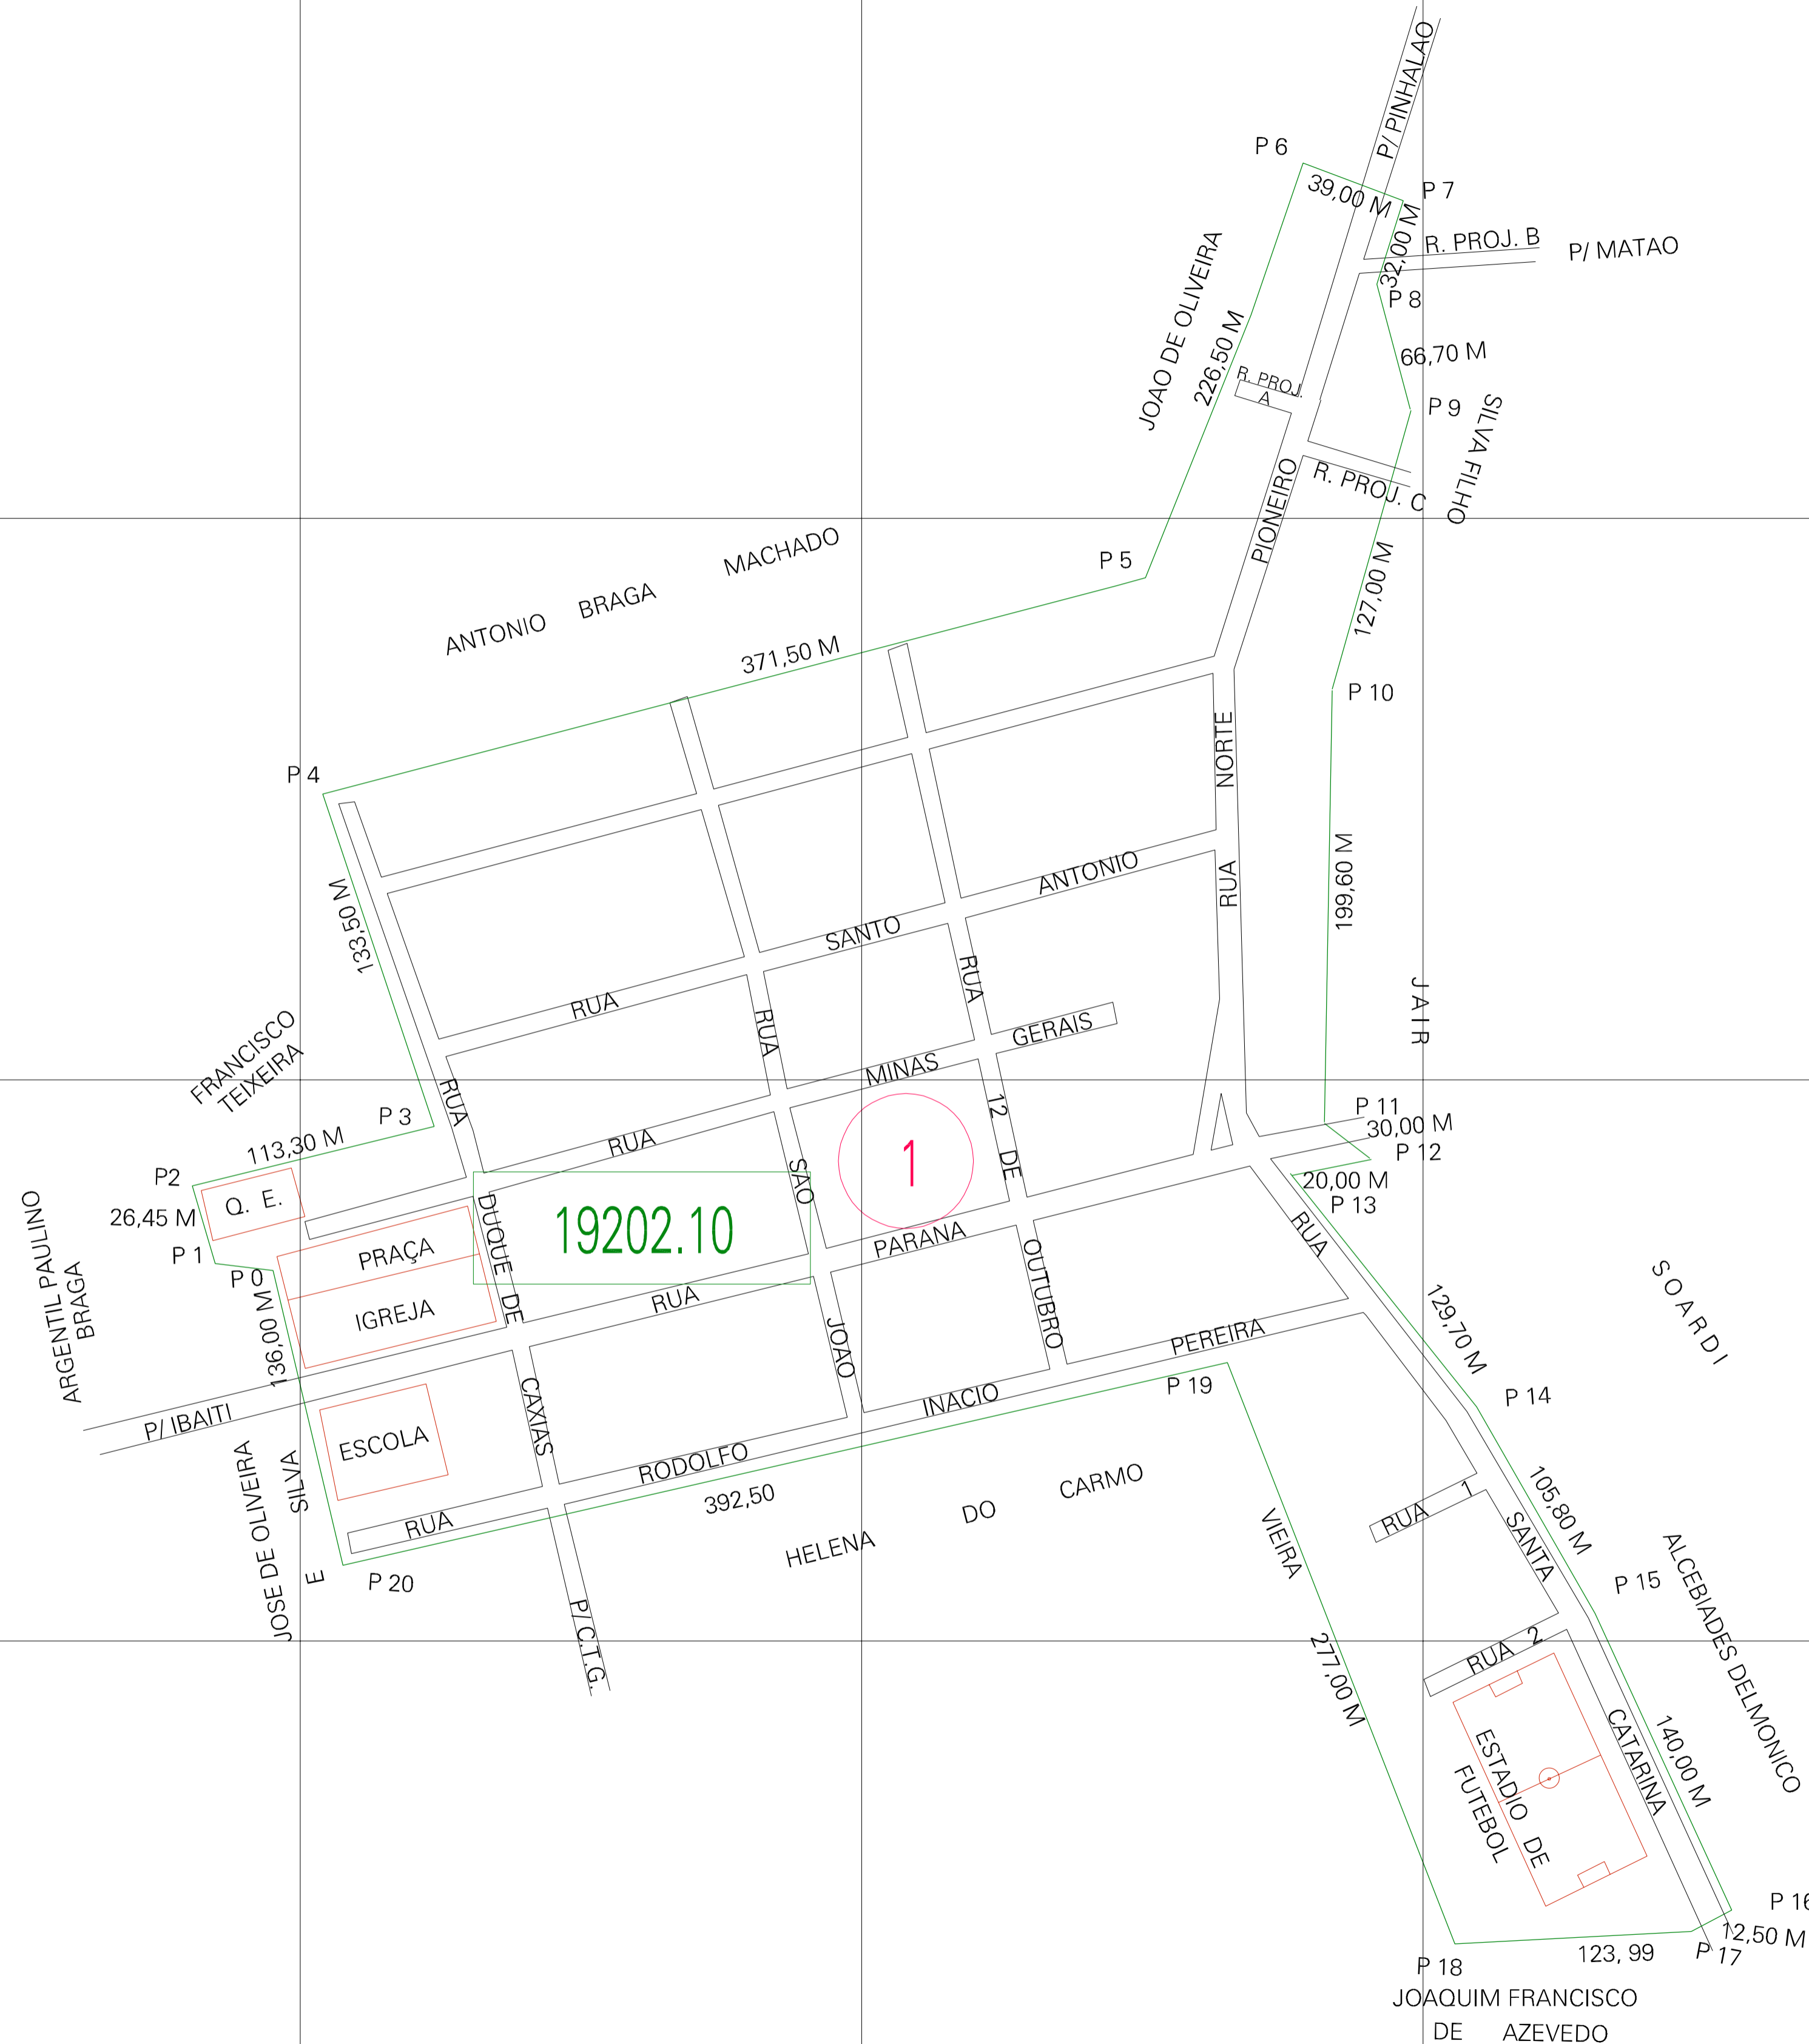 P/ PINHALAO
P 6
39,00 M
P 7
32,00 M
R. PROJ. B
P/ MATAO
P 8
JOAO DE OLIVEIRA
226,50 M
66,70 M
R. PROJ.
A
P 9
SILVA FILHO
R. PROJ. C
PIONEIRO
127,00 M
P 5
ANTONIO BRAGA MACHADO
371,50 M
P 10
NORTE
P 4
RUA
199,60 M
133,50 M
RUA SANTO ANTONIO
JAIR
FRANCISCO
TEIXEIRA
RUA
RUA
RUA
RUA MINAS GERAIS
12
DE
OUTUBRO
P 3
113,30 M
P2
Q. E.
26,45 M
P 1
P 0
ARGENTIL PAULINO
BRAGA
136,00 M
PRAÇA
IGREJA
DUQUE DE
CAXIAS
19202.10
1
SAO
JOAO
RUA PARANA
P 11
30,00 M
P 12
20,00 M
P 13
RUA
SOARDI
129,70 M
P/ IBAITI
ESCOLA
RUA RODOLFO INACIO PEREIRA
P 19
P 14
392,50
JOSE DE OLIVEIRA
E SILVA
P 20
P/ C.T.G.
HELENA DO CARMO
VIEIRA
277,00 M
105,80 M
RUA 1
SANTA
P 15
ALCEBIADES DELMONICO
RUA 2
CATARINA
140,00 M
ESTADIO DE
FUTEBOL
P 16
12,50 M
P 17
123, 99
P 18
JOAQUIM FRANCISCO
DE AZEVEDO